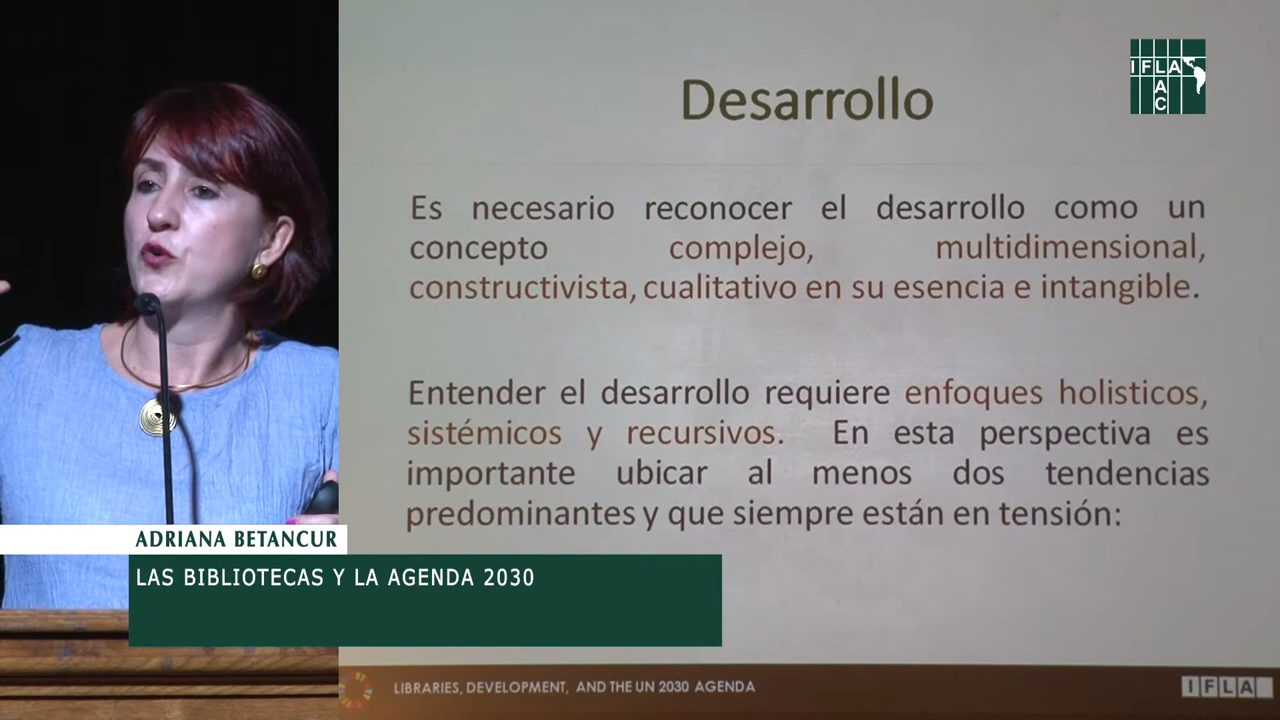 Desarrollo
IFLA
A
C
Es necesario reconocer el desarrollo como un
concepto complejo, multidimensional,
constructivista, cualitativo en su esencia e intangible.
Entender el desarrollo requiere enfoques holisticos,
sistémicos y recursivos. En esta perspectiva es
importante ubicar al menos dos tendencias
predominantes y que siempre están en tensión:
ADRIANA BETANCUR
LAS BIBLIOTECAS Y LA AGENDA 2030
LIBRARIES, DEVELOPMENT, AND THE UN 2030 AGENDA
IFLA